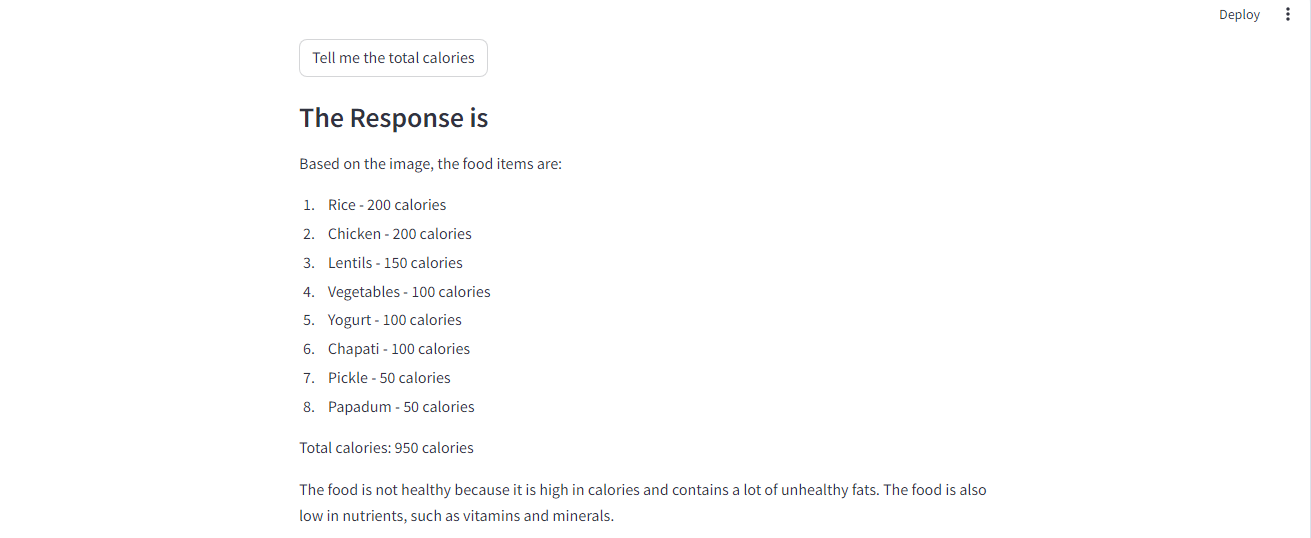 Deploy
Tell me the total calories
The Response is
Based on the image, the food items are:
1. Rice - 200 calories
2. Chicken - 200 calories
3. Lentils - 150 calories
4. Vegetables - 100 calories
5. Yogurt - 100 calories
6. Chapati - 100 calories
7. Pickle - 50 calories
8. Papadum - 50 calories
Total calories: 950 calories
The food is not healthy because it is high in calories and contains a lot of unhealthy fats. The food is also
low in nutrients, such as vitamins and minerals.